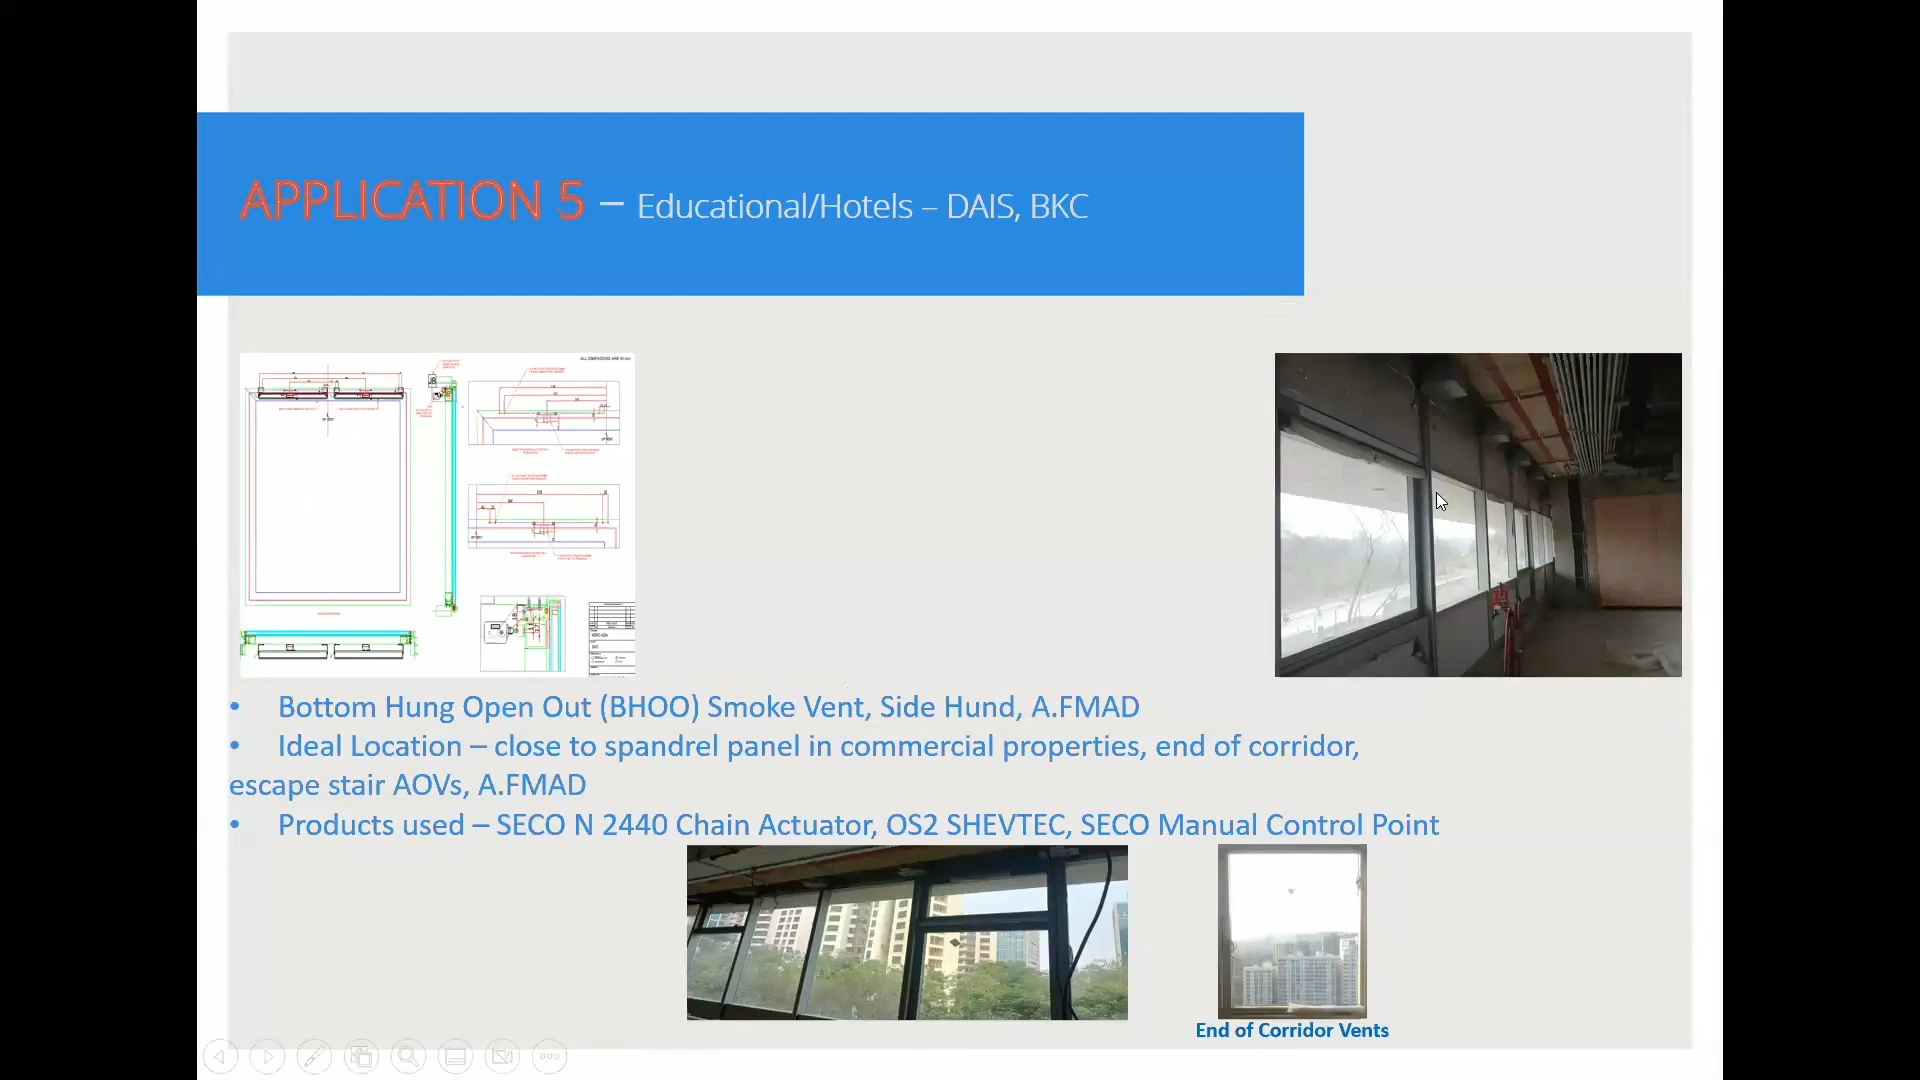 APPLICATION 5 – Educational/Hotels – DAIS, BKC
ALL DIMENSIONS ARE IN mm
• Bottom Hung Open Out (BHOO) Smoke Vent, Side Hund, A.FMAD
• Ideal Location – close to spandrel panel in commercial properties, end of corridor,
escape stair AOVs, A.FMAD
• Products used – SECO N 2440 Chain Actuator, OS2 SHEVTEC, SECO Manual Control Point
End of Corridor Vents